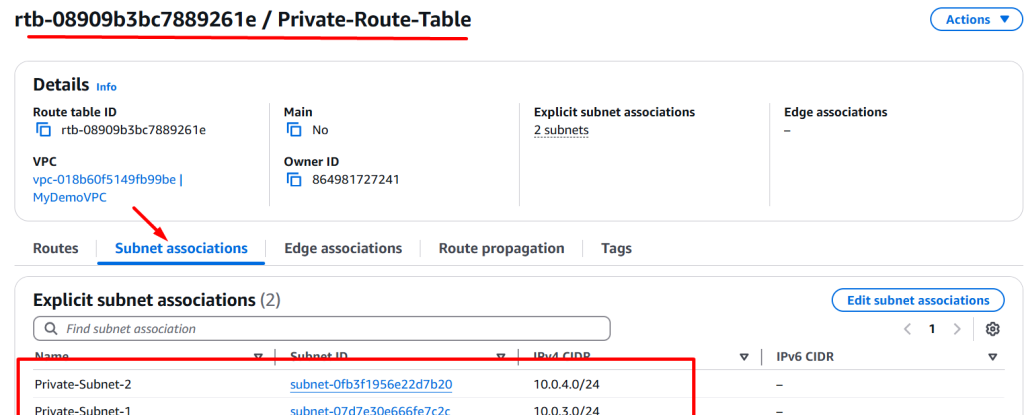 rtb-08909b3bc7889261e / Private-Route-Table
Actions ▼
Details Info
Route table ID
rtb-08909b3bc7889261e
Main
No
Explicit subnet associations
2 subnets
Edge associations
–
VPC
vpc-018b60f5149fb99be |
MyDemoVPC
Owner ID
864981727241
Routes
Subnet associations
Edge associations
Route propagation
Tags
Explicit subnet associations (2)
Edit subnet associations
Find subnet association
1
Name
Subnet ID
IPv4 CIDR
IPv6 CIDR
Private-Subnet-2
subnet-0fb3f1956e22d7b20
10.0.4.0/24
–
Private-Subnet-1
subnet-07d7e30e666fe7c2c
10.0.3.0/24
–